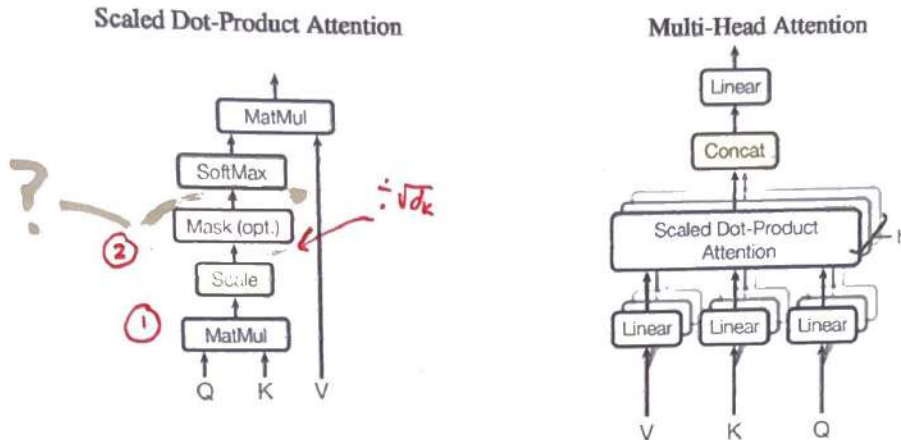 Scaled Dot-Product Attention
MatMul
SoftMax
?
÷ √dk
Mask (opt.)
②
Scale
①
MatMul
Q K V
Multi-Head Attention
Linear
Concat
Scaled Dot-Product
Attention
Linear Linear Linear
V K Q